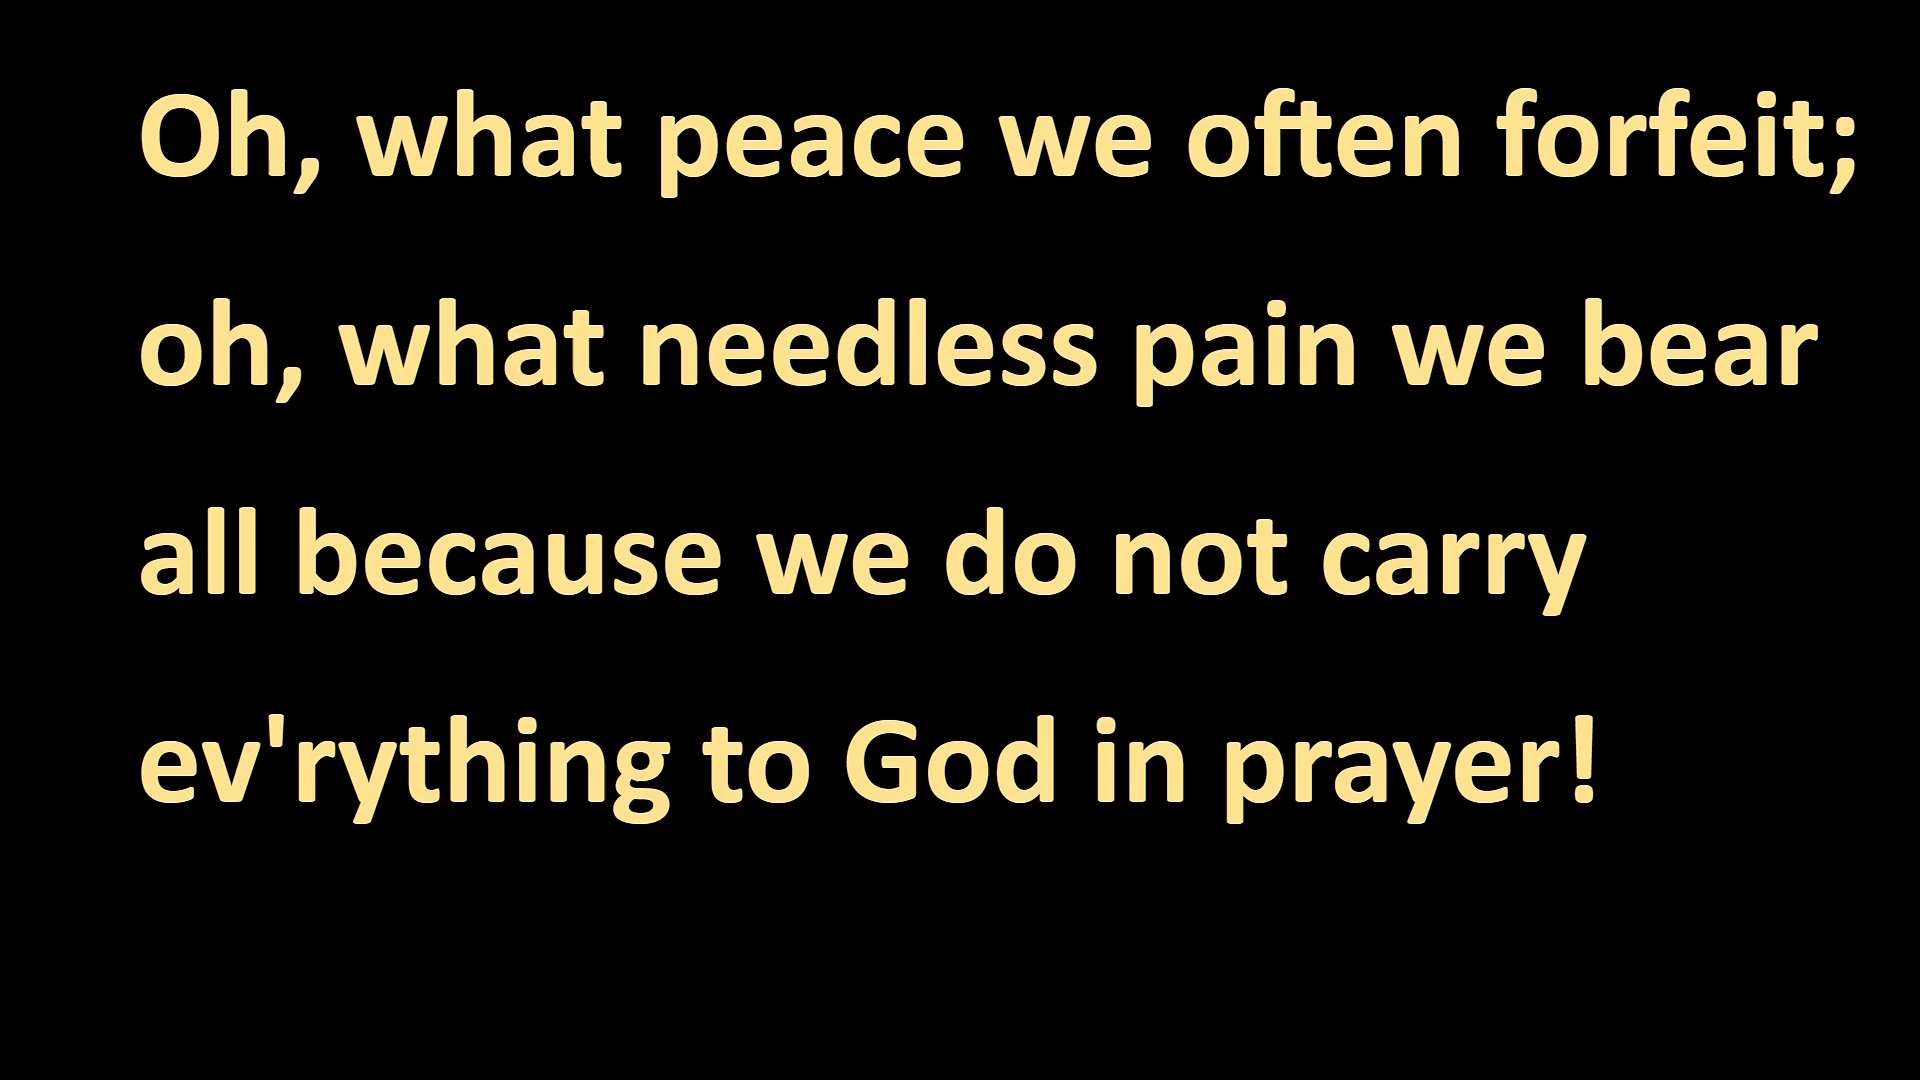 Oh, what peace we often forfeit;
oh, what needless pain we bear
all because we do not carry
ev'rything to God in prayer!